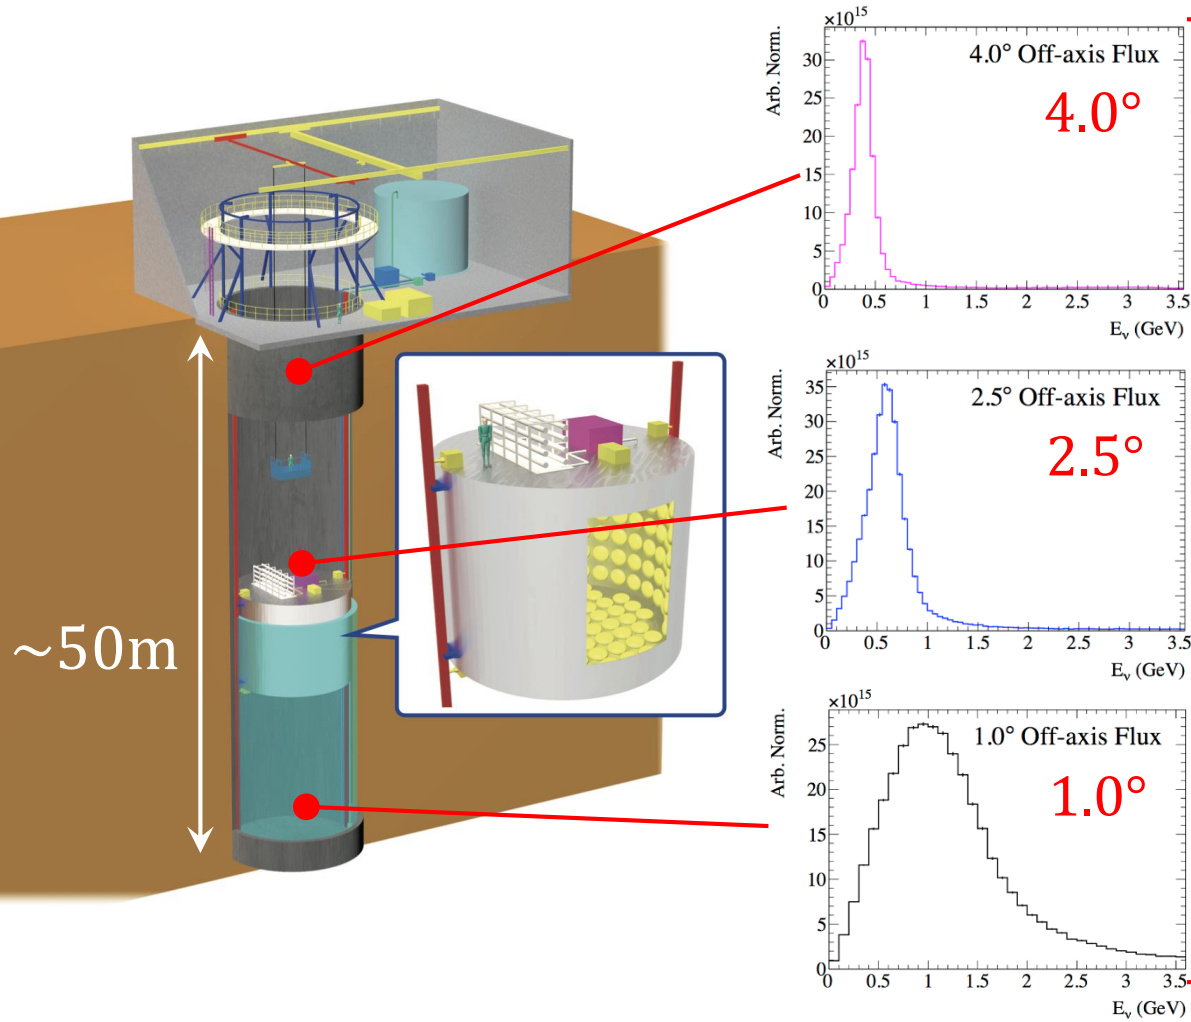 ~50m
×10¹⁵
Arb. Norm.
4.0° Off-axis Flux
4.0°
30
25
20
15
10
5
0
0 0.5 1 1.5 2 2.5 3 3.5
E_ν (GeV)
×10¹⁵
Arb. Norm.
2.5° Off-axis Flux
2.5°
35
30
25
20
15
10
5
0
0 0.5 1 1.5 2 2.5 3 3.5
E_ν (GeV)
×10¹⁵
Arb. Norm.
1.0° Off-axis Flux
1.0°
25
20
15
10
5
0
0 0.5 1 1.5 2 2.5 3 3.5
E_ν (GeV)